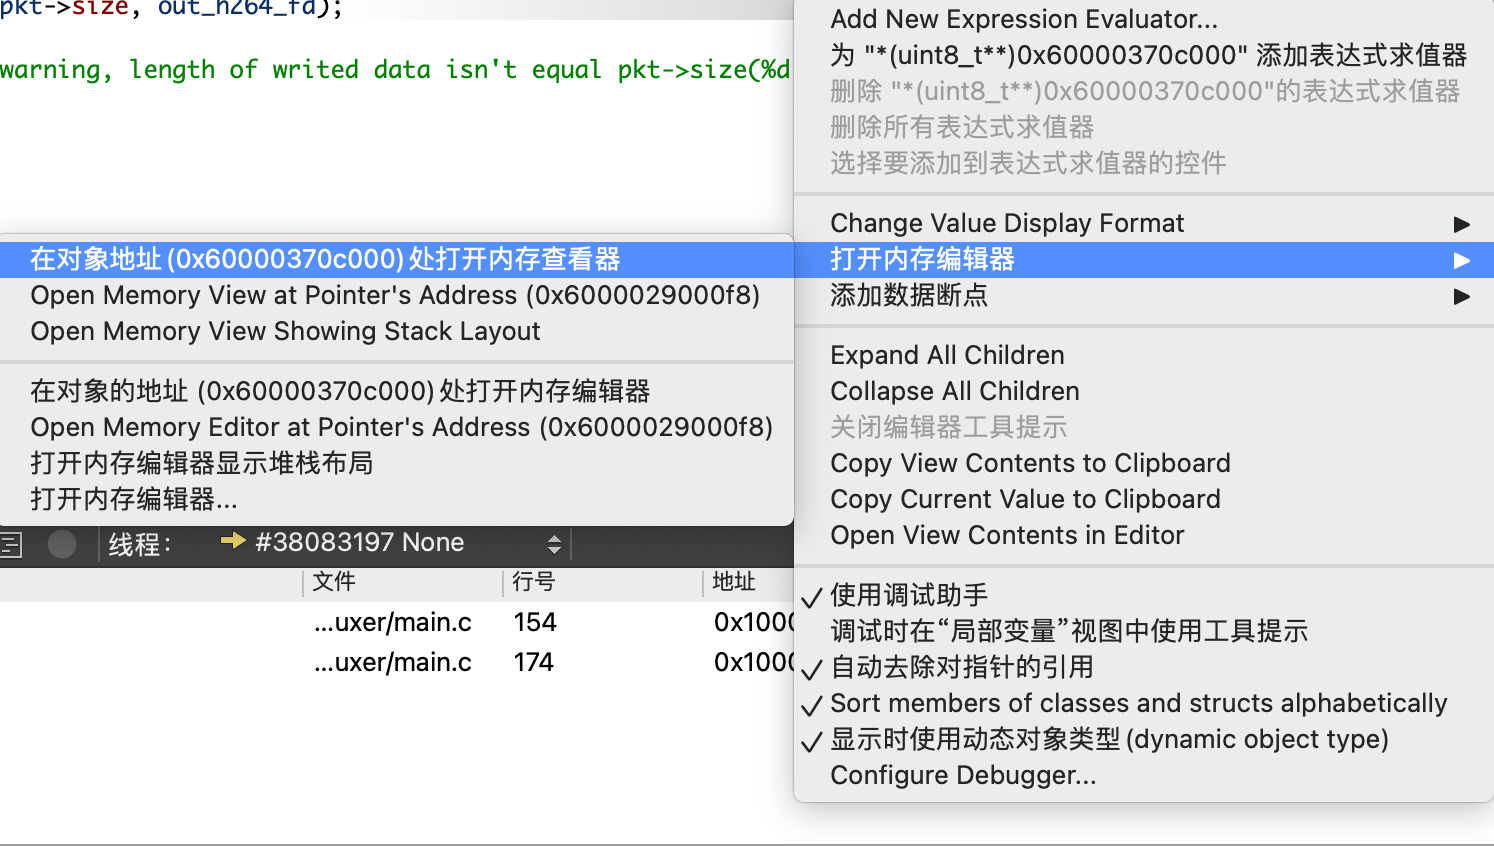 pkt->size, out_h264_fd);
warning, length of writed data isn't equal pkt->size(%d
Add New Expression Evaluator...
为 "*(uint8_t**)0x60000370c000" 添加表达式求值器
删除 "*(uint8_t**)0x60000370c000"的表达式求值器
删除所有表达式求值器
选择要添加到表达式求值器的控件
Change Value Display Format
打开内存编辑器
添加数据断点
Expand All Children
Collapse All Children
关闭编辑器工具提示
Copy View Contents to Clipboard
Copy Current Value to Clipboard
Open View Contents in Editor
使用调试助手
调试时在“局部变量”视图中使用工具提示
自动去除对指针的引用
Sort members of classes and structs alphabetically
显示时使用动态对象类型(dynamic object type)
Configure Debugger...
在对象地址(0x60000370c000)处打开内存查看器
Open Memory View at Pointer's Address (0x6000029000f8)
Open Memory View Showing Stack Layout
在对象的地址 (0x60000370c000)处打开内存编辑器
Open Memory Editor at Pointer's Address (0x6000029000f8)
打开内存编辑器显示堆栈布局
打开内存编辑器...
线程： #38083197 None
文件 行号 地址
...uxer/main.c 154 0x1000
...uxer/main.c 174 0x1000